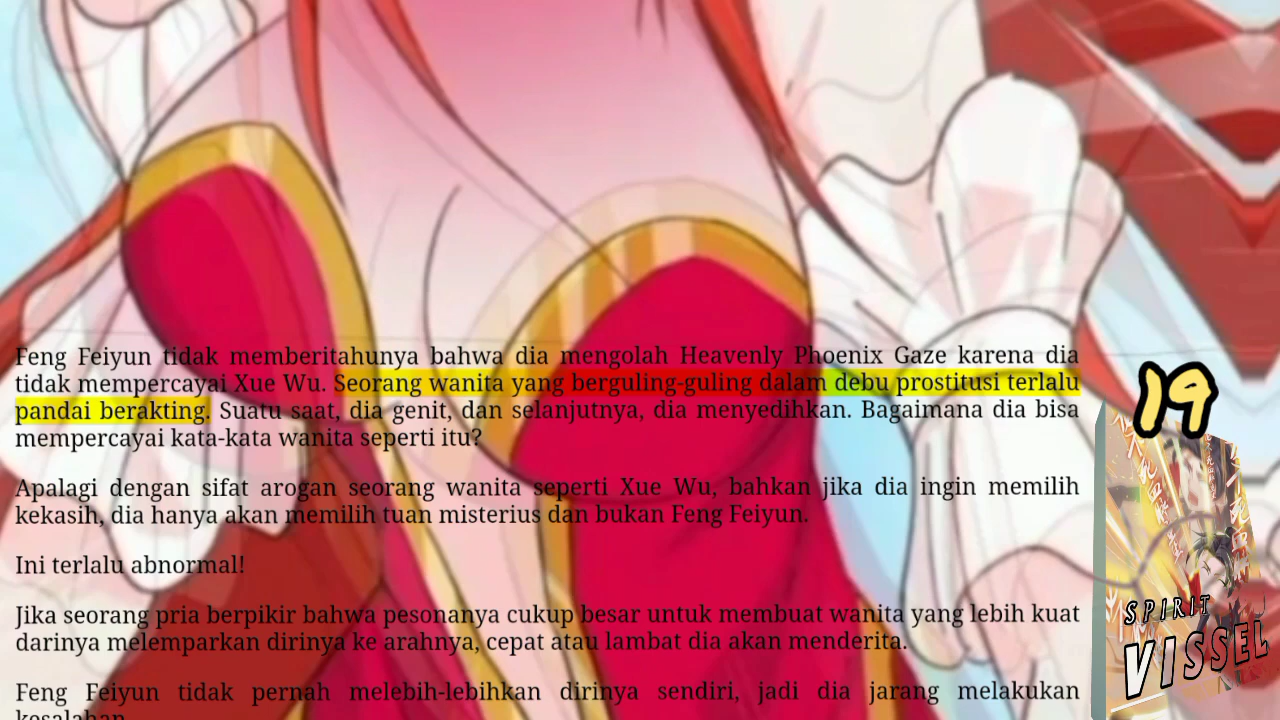 Feng Feiyun tidak memberitahunya bahwa dia mengolah Heavenly Phoenix Gaze karena dia
tidak mempercayai Xue Wu. Seorang wanita yang berguling-guling dalam debu prostitusi terlalu
pandai berakting. Suatu saat, dia genit, dan selanjutnya, dia menyedihkan. Bagaimana dia bisa
mempercayai kata-kata wanita seperti itu?
Apalagi dengan sifat arogan seorang wanita seperti Xue Wu, bahkan jika dia ingin memilih
kekasih, dia hanya akan memilih tuan misterius dan bukan Feng Feiyun.
Ini terlalu abnormal!
Jika seorang pria berpikir bahwa pesonanya cukup besar untuk membuat wanita yang lebih kuat
darinya melemparkan dirinya ke arahnya, cepat atau lambat dia akan menderita.
Feng Feiyun tidak pernah melebih-lebihkan dirinya sendiri, jadi dia jarang melakukan
kesalahan.
19
SPIRIT
VISSEL